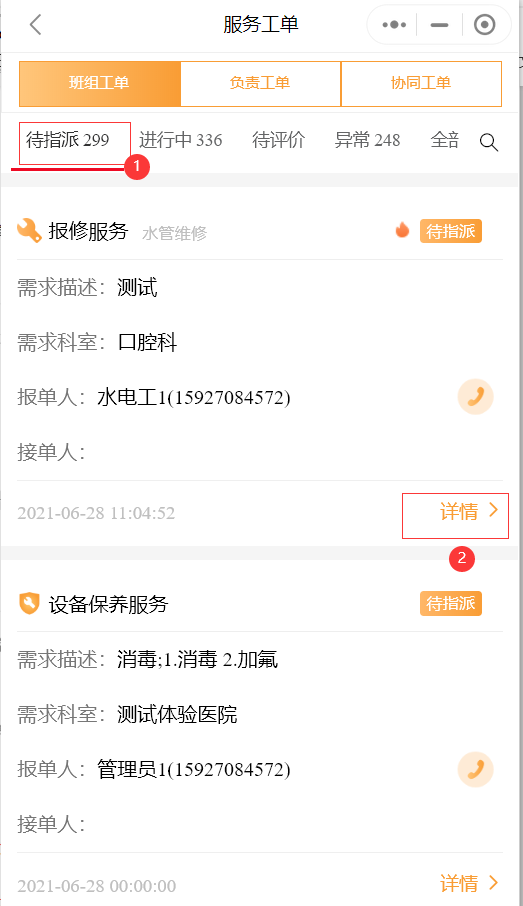 服务工单
班组工单 负责工单 协同工单
待指派 299 进行中 336 待评价 异常 248 全部
1
报修服务 水管维修 待指派
需求描述：测试
需求科室：口腔科
报单人：水电工1(15927084572)
接单人：
2021-06-28 11:04:52 详情
2
设备保养服务 待指派
需求描述：消毒;1.消毒 2.加氟
需求科室：测试体验医院
报单人：管理员1(15927084572)
接单人：
2021-06-28 00:00:00 详情